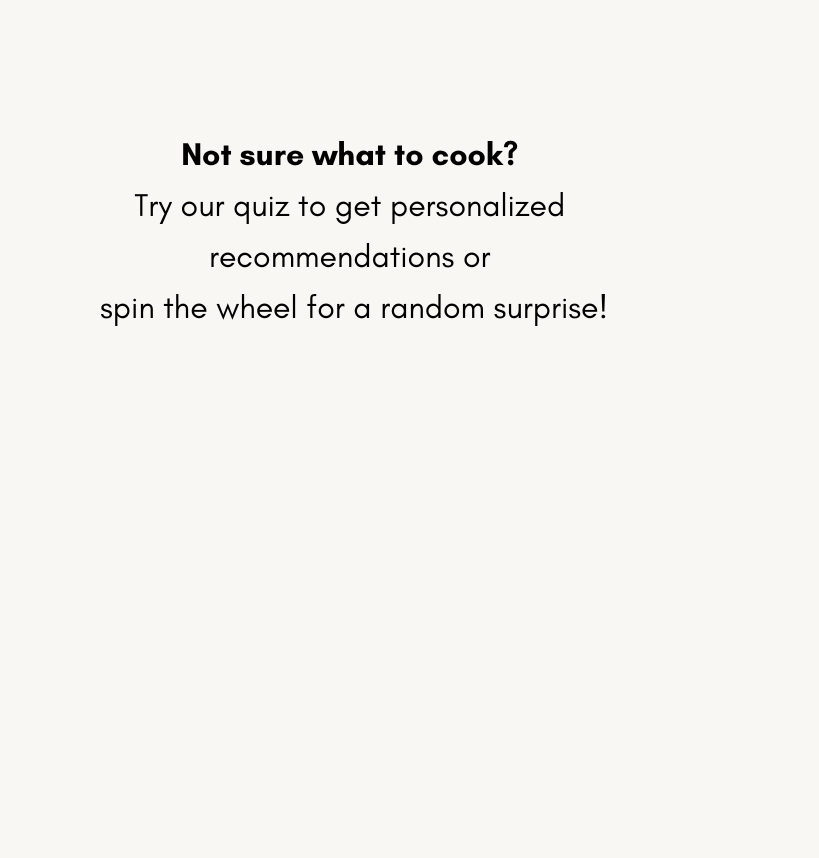 Not sure what to cook?
Try our quiz to get personalized
recommendations or
spin the wheel for a random surprise!